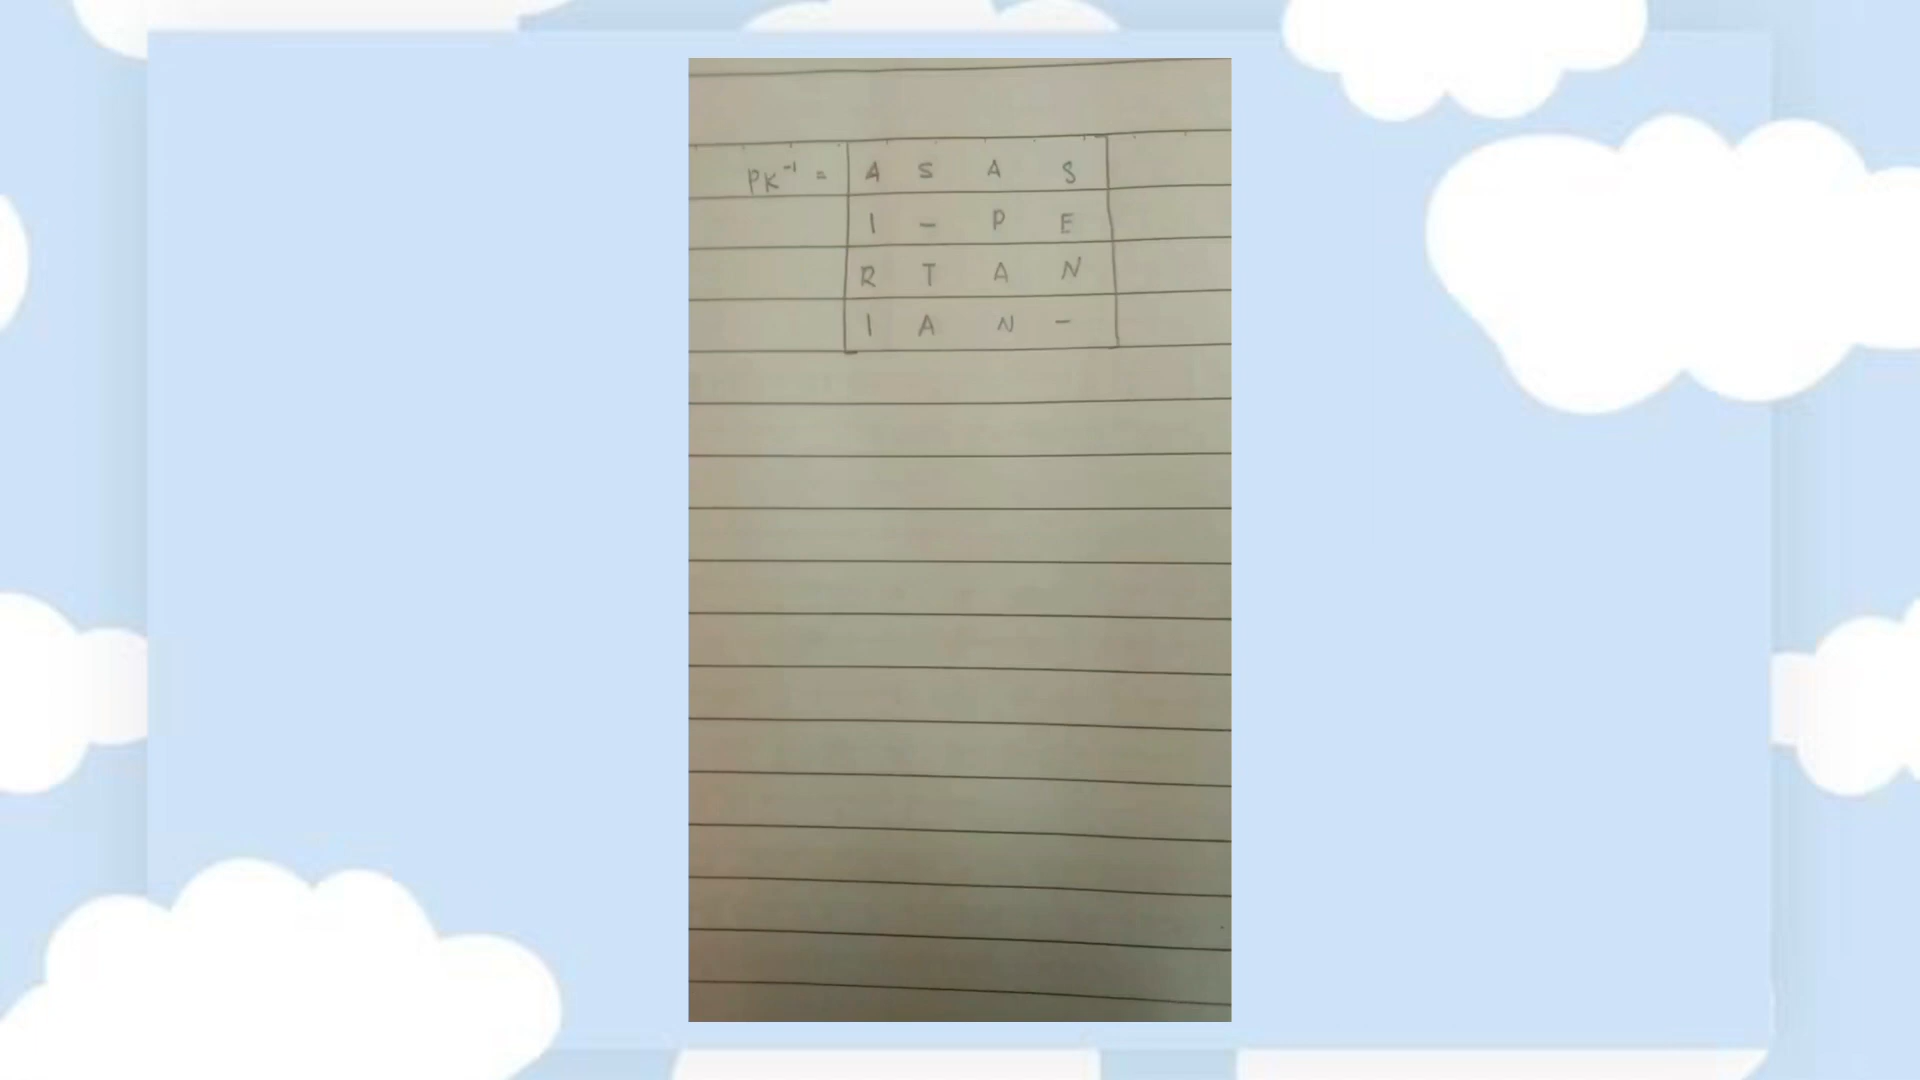 PK⁻¹ = A S A S
I - P E
R T A N
I A N -